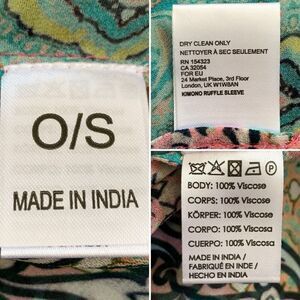 O/S
MADE IN INDIA
DRY CLEAN ONLY
NETTOYER À SEC SEULEMENT
RN 154323
CA 32054
FOR EU
24 Market Place, 3rd Floor
London, UK W1W8AN
KIMONO RUFFLE SLEEVE
BODY: 100% Viscose
CORPS: 100% Viscose
KÖRPER: 100% Viscose
CORPO: 100% Viscose
CUERPO: 100% Viscosa
MADE IN INDIA /
FABRIQUÉ EN INDE /
HECHO EN INDIA